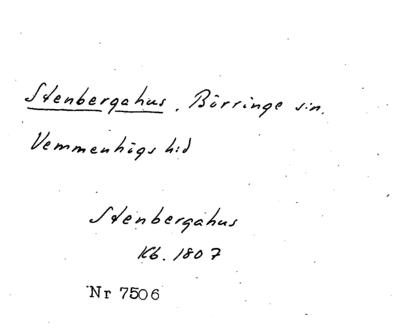 Stenbergahus, Börringe s:n.
Vemmenhögs h:d
Stenbergahus
Kb. 1807
Nr 7506